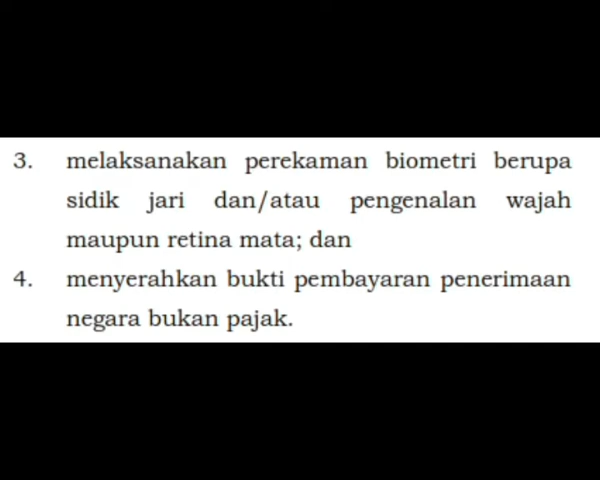 3. melaksanakan perekaman biometri berupa
sidik jari dan/atau pengenalan wajah
maupun retina mata; dan
4. menyerahkan bukti pembayaran penerimaan
negara bukan pajak.